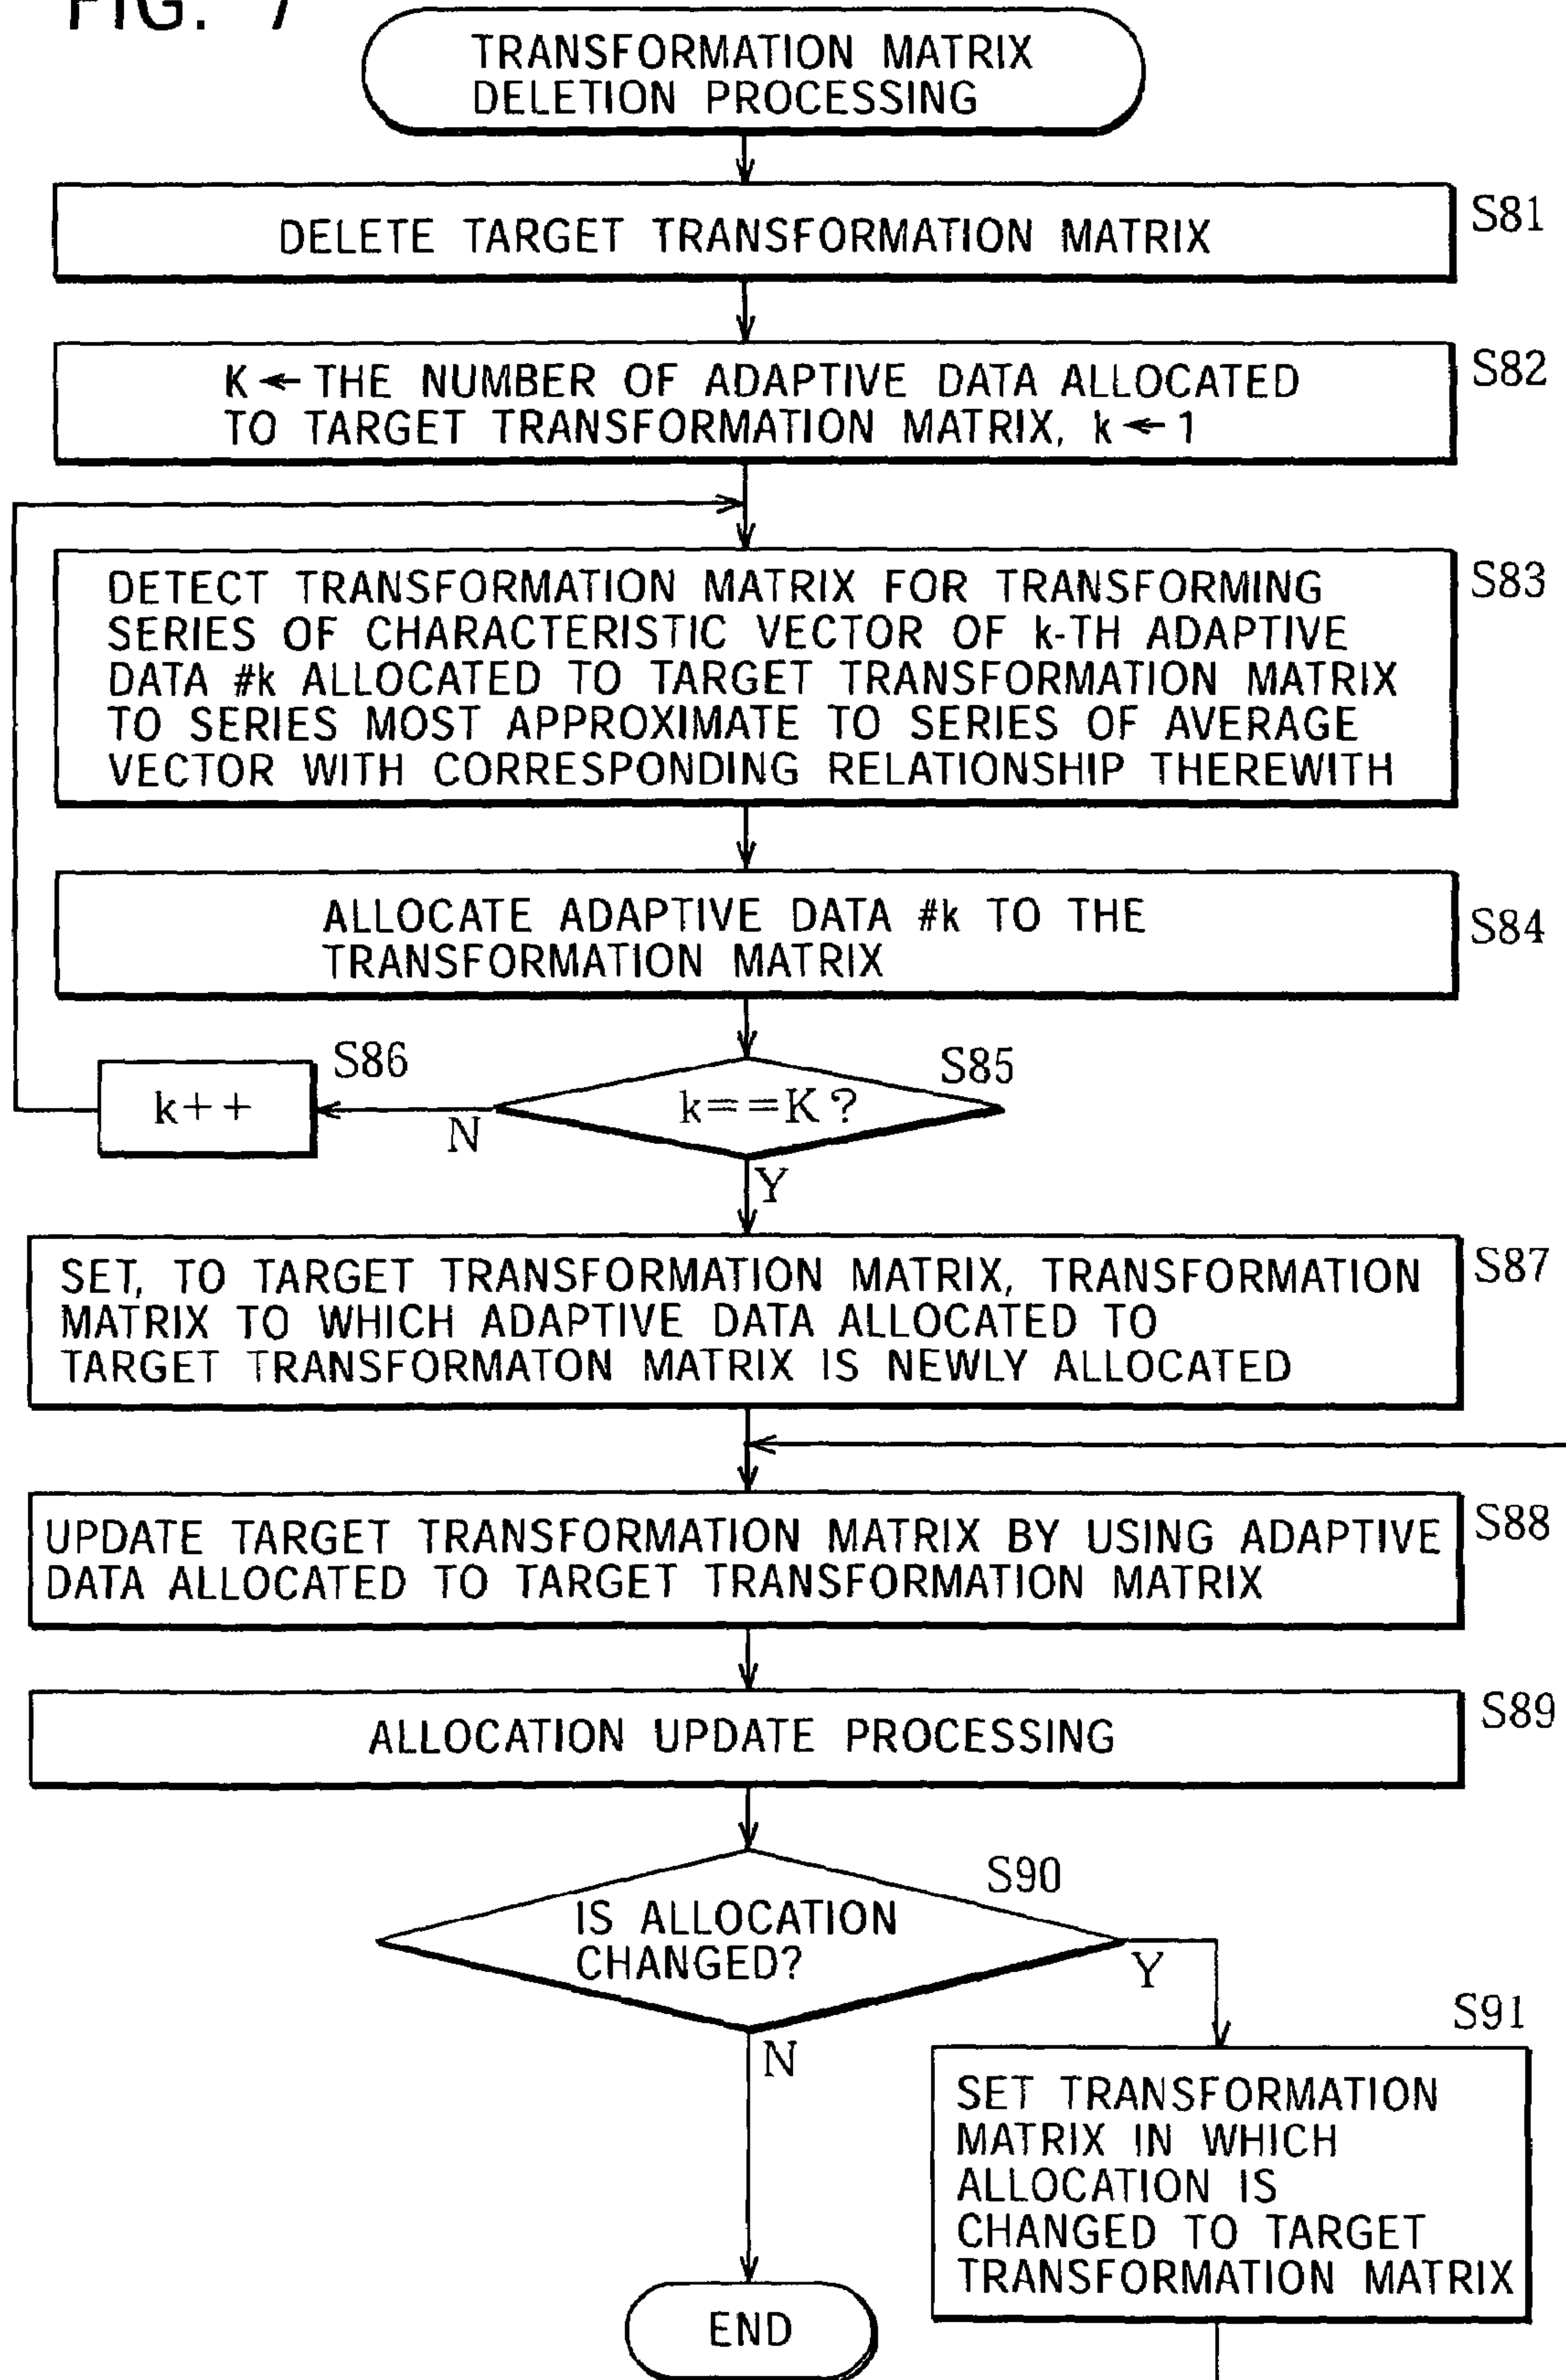 FIG. 7
TRANSFORMATION MATRIX
DELETION PROCESSING
DELETE TARGET TRANSFORMATION MATRIX
S81
K ← THE NUMBER OF ADAPTIVE DATA ALLOCATED
TO TARGET TRANSFORMATION MATRIX, k ← 1
S82
DETECT TRANSFORMATION MATRIX FOR TRANSFORMING
SERIES OF CHARACTERISTIC VECTOR OF k-TH ADAPTIVE
DATA #k ALLOCATED TO TARGET TRANSFORMATION MATRIX
TO SERIES MOST APPROXIMATE TO SERIES OF AVERAGE
VECTOR WITH CORRESPONDING RELATIONSHIP THEREWITH
S83
ALLOCATE ADAPTIVE DATA #k TO THE
TRANSFORMATION MATRIX
S84
S86
k++
N
S85
k==K?
Y
SET, TO TARGET TRANSFORMATION MATRIX, TRANSFORMATION
MATRIX TO WHICH ADAPTIVE DATA ALLOCATED TO
TARGET TRANSFORMATON MATRIX IS NEWLY ALLOCATED
S87
UPDATE TARGET TRANSFORMATION MATRIX BY USING ADAPTIVE
DATA ALLOCATED TO TARGET TRANSFORMATION MATRIX
S88
ALLOCATION UPDATE PROCESSING
S89
S90
IS ALLOCATION
CHANGED?
Y
N
S91
SET TRANSFORMATION
MATRIX IN WHICH
ALLOCATION IS
CHANGED TO TARGET
TRANSFORMATION MATRIX
END